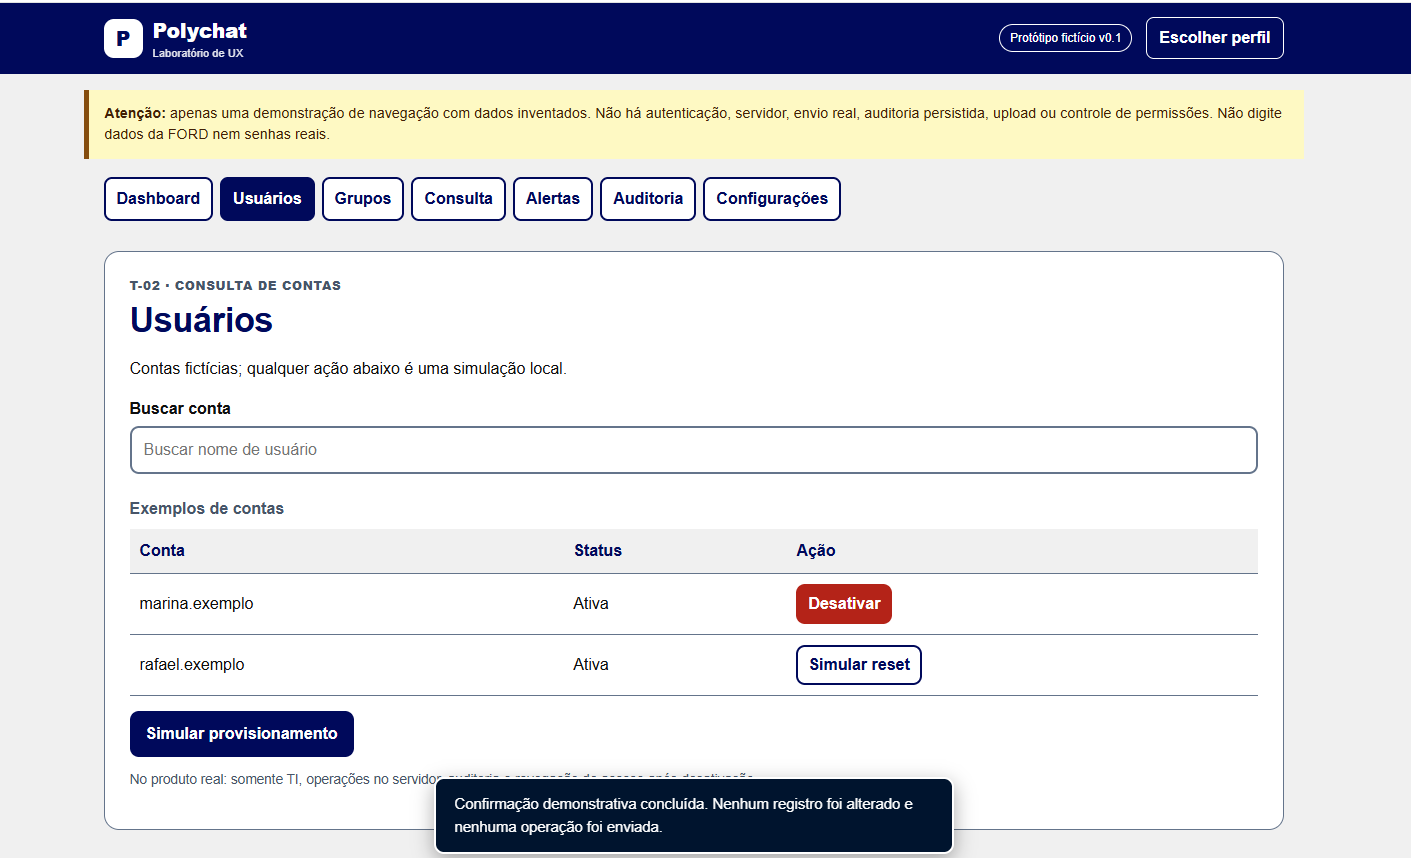 P
Polychat
Laboratório de UX
Protótipo fictício v0.1
Escolher perfil
Atenção: apenas uma demonstração de navegação com dados inventados. Não há autenticação, servidor, envio real, auditoria persistida, upload ou controle de permissões. Não digite
dados da FORD nem senhas reais.
Dashboard
Usuários
Grupos
Consulta
Alertas
Auditoria
Configurações
T-02 · CONSULTA DE CONTAS
Usuários
Contas fictícias; qualquer ação abaixo é uma simulação local.
Buscar conta
Buscar nome de usuário
Exemplos de contas
Conta Status Ação
marina.exemplo Ativa Desativar
rafael.exemplo Ativa Simular reset
Simular provisionamento
No produto real: somente TI, operações no servidor,
Confirmação demonstrativa concluída. Nenhum registro foi alterado e
nenhuma operação foi enviada.